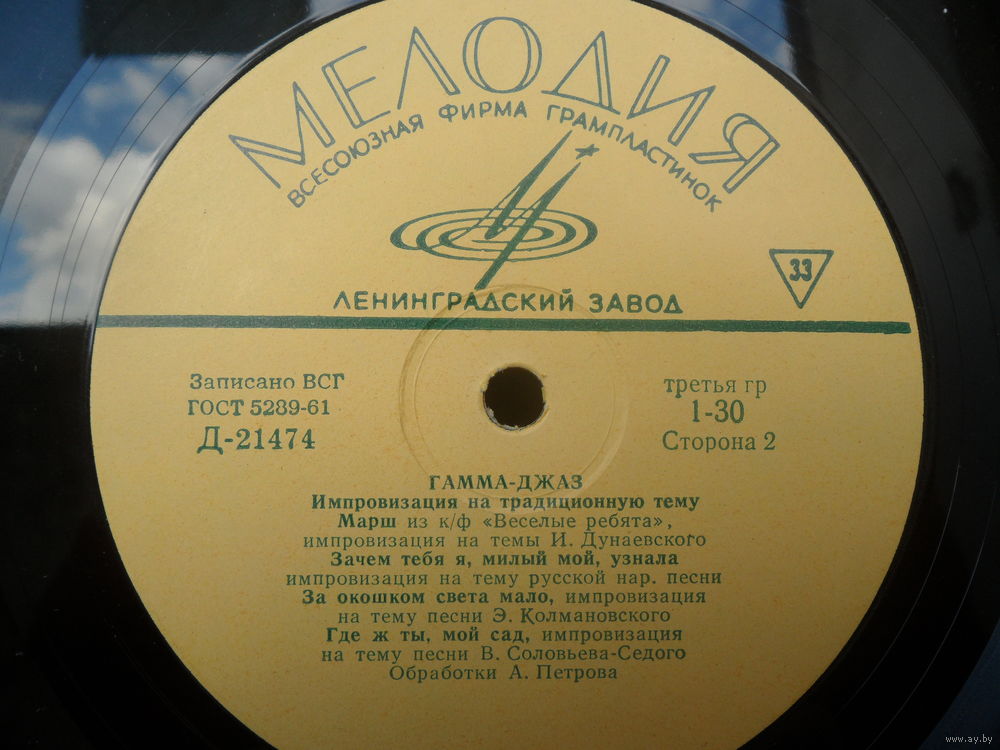 МЕЛОДИЯ
ВСЕСОЮЗНАЯ ФИРМА ГРАМПЛАСТИНОК
33
ЛЕНИНГРАДСКИЙ ЗАВОД
Записано ВСГ
ГОСТ 5289-61
Д-21474
третья гр
1-30
Сторона 2
ГАММА-ДЖАЗ
Импровизация на традиционную тему
Марш из к/ф «Веселые ребята»,
импровизация на темы И. Дунаевского
Зачем тебя я, милый мой, узнала
импровизация на тему русской нар. песни
За окошком света мало, импровизация
на тему песни Э. Колмановского
Где ж ты, мой сад, импровизация
на тему песни В. Соловьева-Седого
Обработки А. Петрова
www.ay.by